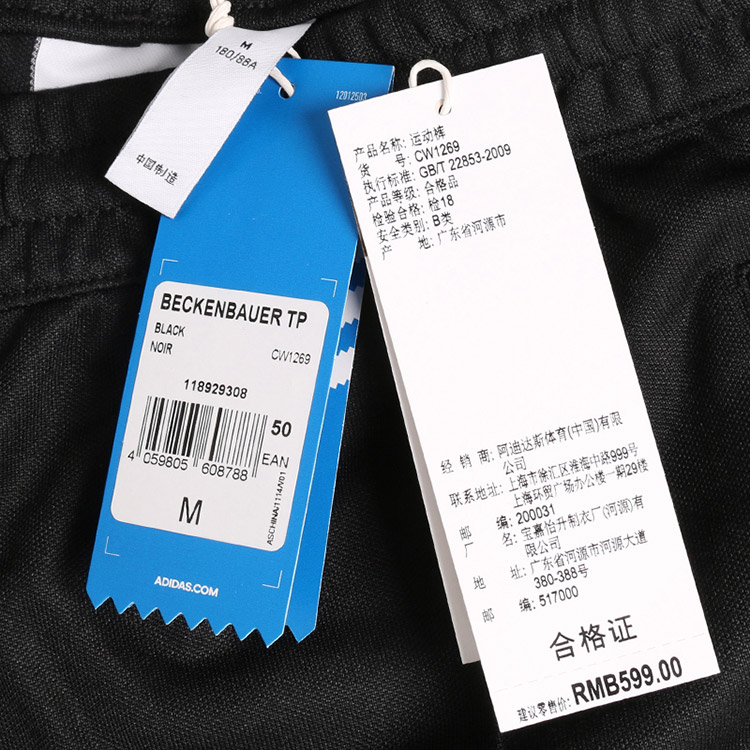 M
180/88A
中国制造
12012503
BECKENBAUER TP
BLACK
NOIR
CW1269
118929308
50
4 059805 608788
EAN
M
ASCHINA/1114/V01
ADIDAS.COM
产品名称: 运动裤
货 号: CW1269
执行标准: GB/T 22853-2009
产品等级: 合格品
检验合格: 检18
安全类别: B类
产 地: 广东省河源市
经 销 商: 阿迪达斯体育(中国)有限
公司
联系地址: 上海市徐汇区淮海中路999号
上海环贸广场办公楼一期29楼
邮 编: 200031
厂 名: 宝嘉怡升制衣厂(河源)有
限公司
地 址: 广东省河源市河源大道
380-388号
邮 编: 517000
合格证
建议零售价: RMB599.00